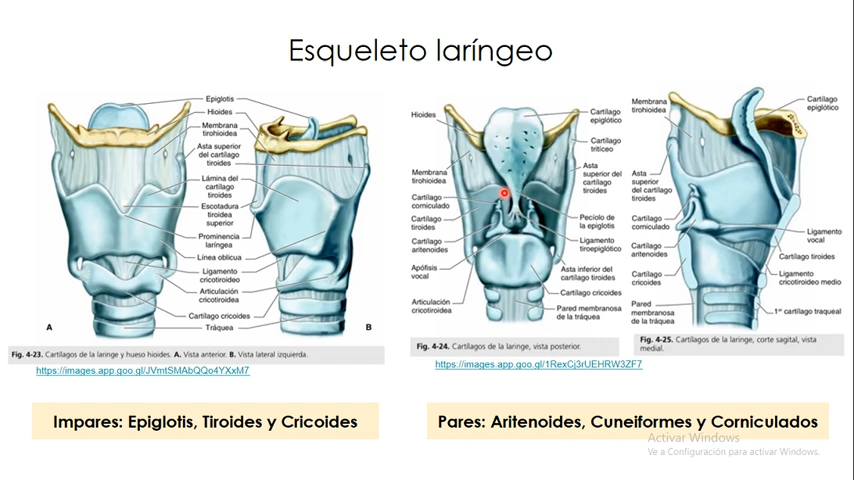 Esqueleto laríngeo
Epiglotis
Hioides
Membrana
tirohioidea
Asta superior
del cartílago
tiroides
Lámina del
cartílago
tiroides
Escotadura
tiroidea
superior
Prominencia
laríngea
Línea oblicua
Ligamento
cricotiroideo
Articulación
cricotiroidea
Cartílago cricoides
Tráquea
A
B
Fig. 4-23. Cartílagos de la laringe y hueso hioides. A. Vista anterior. B. Vista lateral izquierda.
https://images.app.goo.gl/JVmtSMAbQQo4YXxM7
Hioides
Membrana
tirohioidea
Cartílago
corniculado
Cartílago
tiroides
Cartílago
aritenoides
Apófisis
vocal
Articulación
cricotiroidea
Cartílago
epiglótico
Cartílago
tritíceo
Asta
superior del
cartílago
tiroides
Pecíolo de
la epiglotis
Ligamento
tiroepiglótico
Asta inferior del
cartílago tiroides
Cartílago cricoides
Pared membranosa
de la tráquea
Fig. 4-24. Cartílagos de la laringe, vista posterior.
https://images.app.goo.gl/1RexCj3rUEHRW3ZF7
Membrana
tirohioidea
Asta
superior
del
cartílago
tiroides
Cartílago
corniculado
Cartílago
aritenoides
Cartílago
cricoides
Pared
membranosa
de la tráquea
Cartílago
epiglótico
Ligamento
vocal
Cartílago tiroides
Ligamento
cricotiroideo medio
1er cartílago traqueal
Fig. 4-25. Cartílagos de la laringe, corte sagital, vista
medial.
Impares: Epiglotis, Tiroides y Cricoides
Pares: Aritenoides, Cuneiformes y Corniculados
Activar Windows
Ve a Configuración para activar Windows.